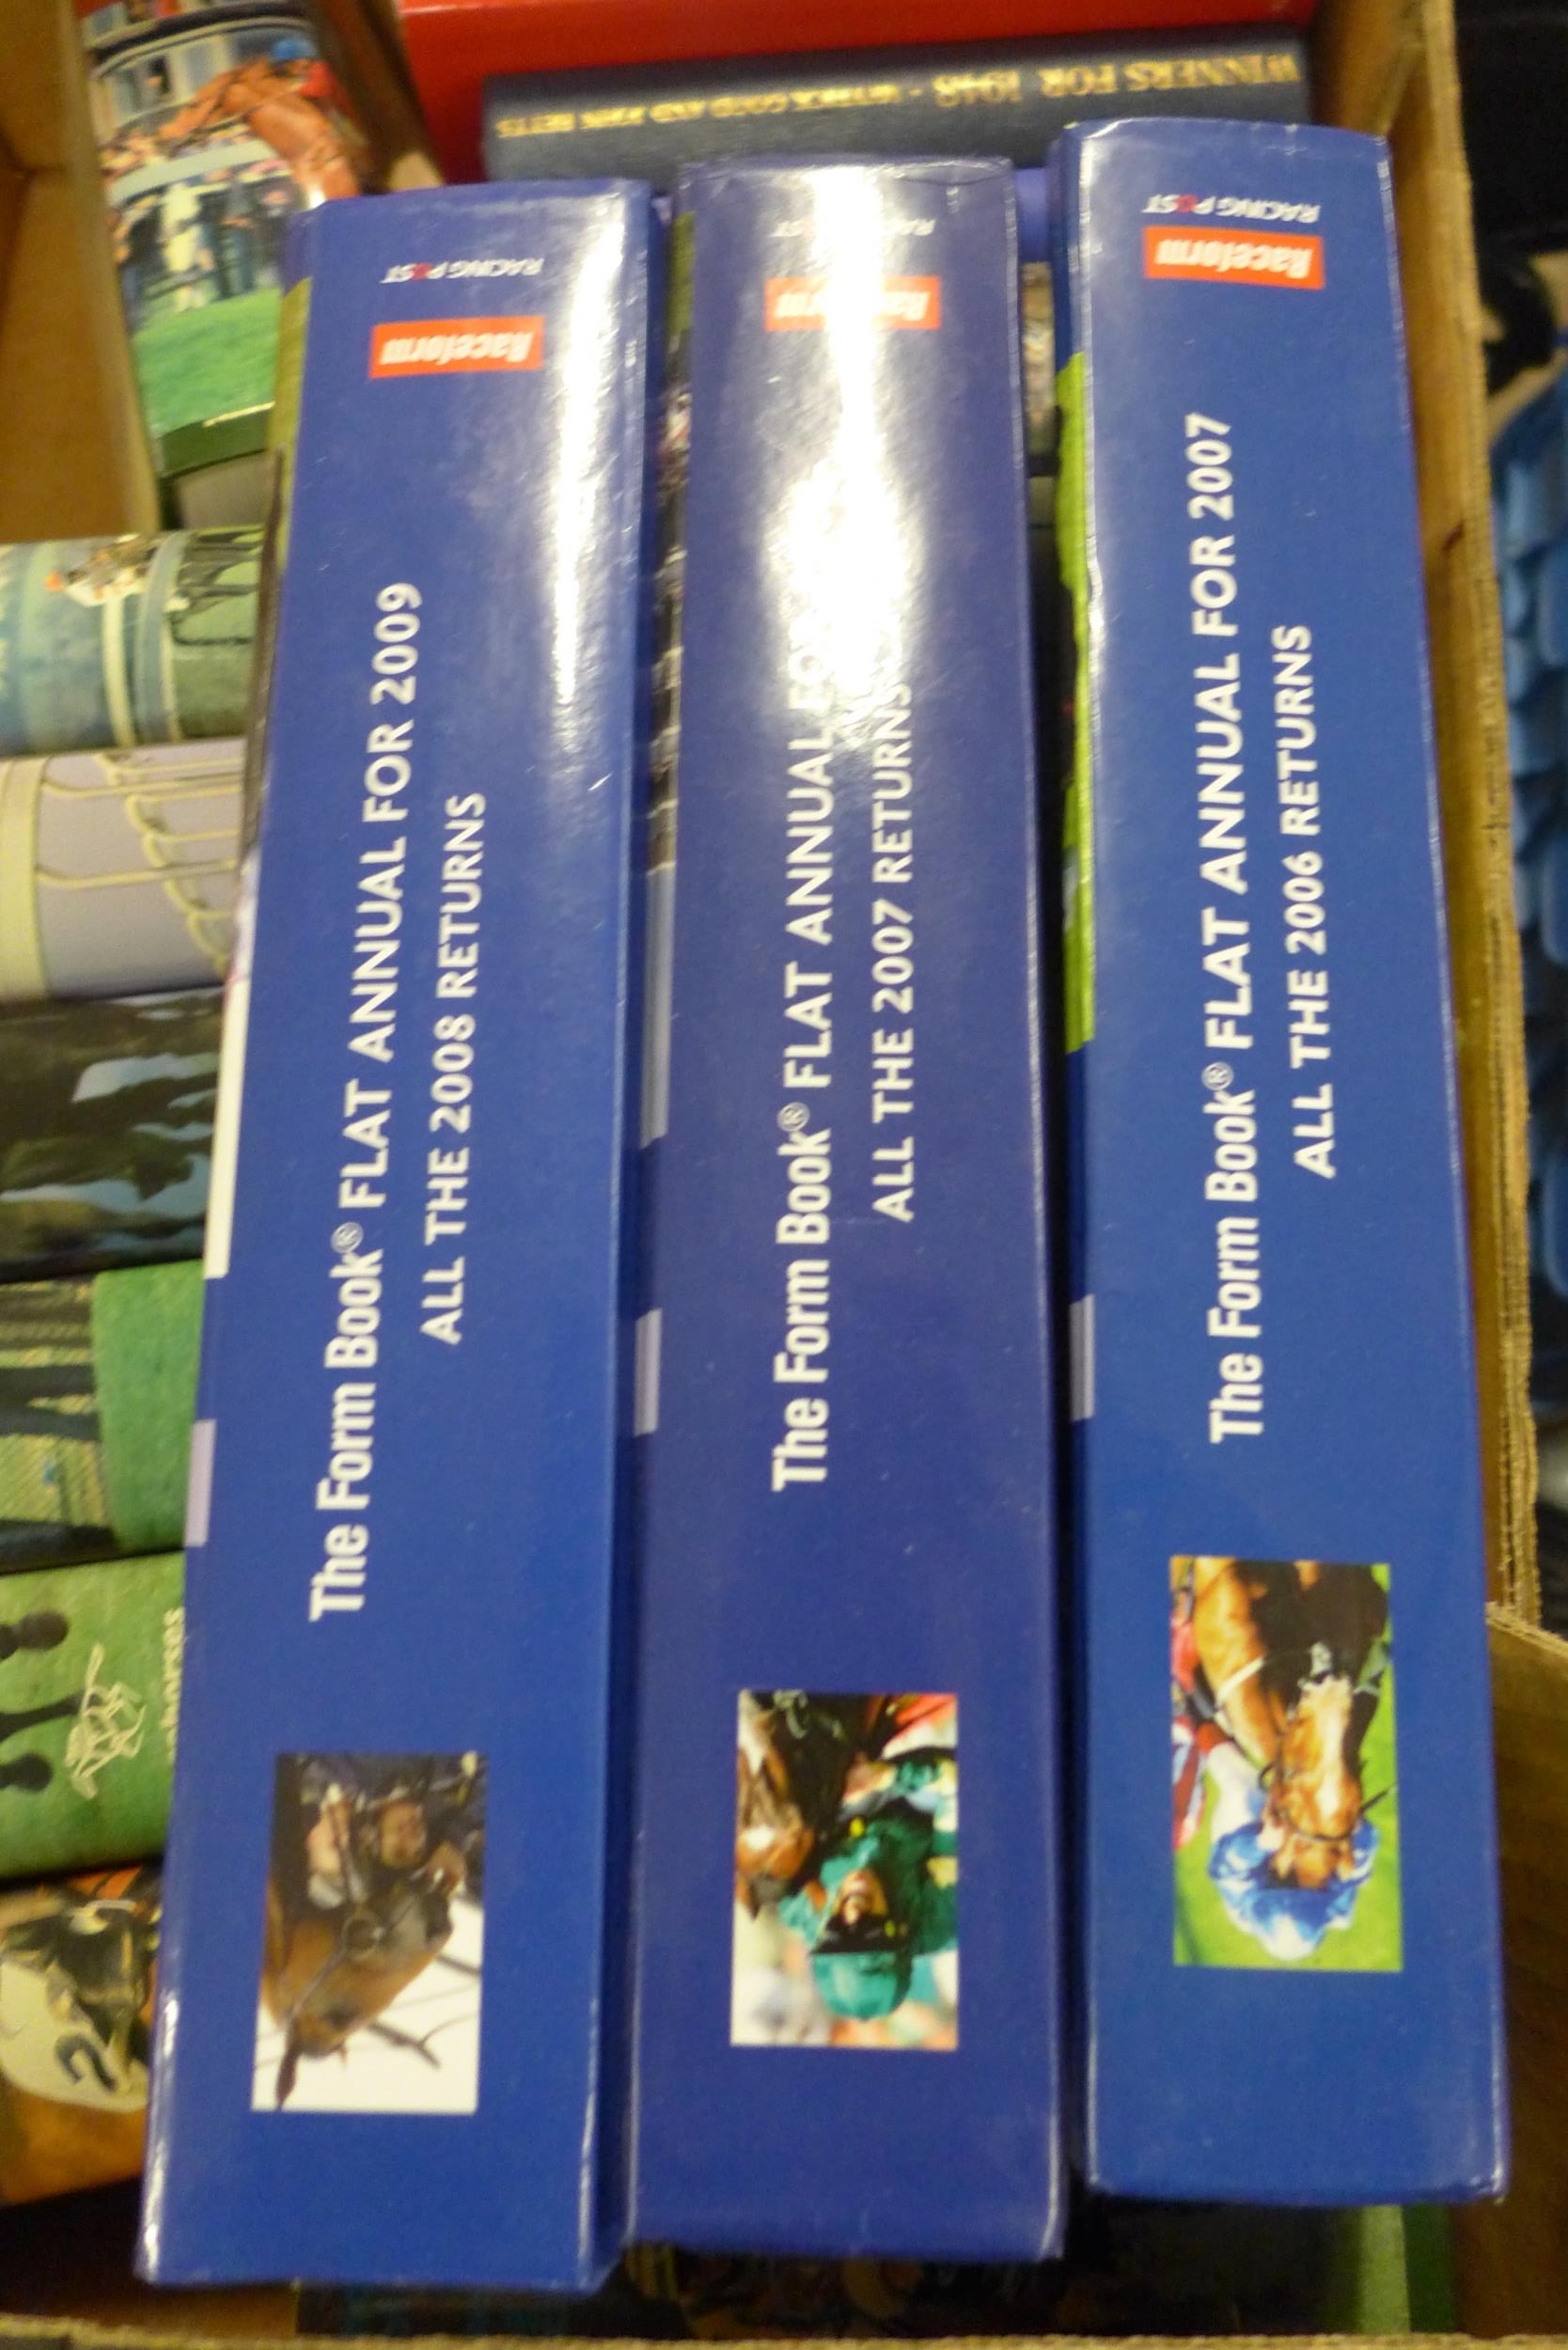 WINNERS FOR 1948 - 
RACING POST
Raceform
The Form Book® FLAT ANNUAL FOR 2009
ALL THE 2008 RETURNS
Raceform
The Form Book® FLAT ANNUAL
ALL THE 2007 RETURNS
RACING POST
Raceform
The Form Book® FLAT ANNUAL FOR 2007
ALL THE 2006 RETURNS
2